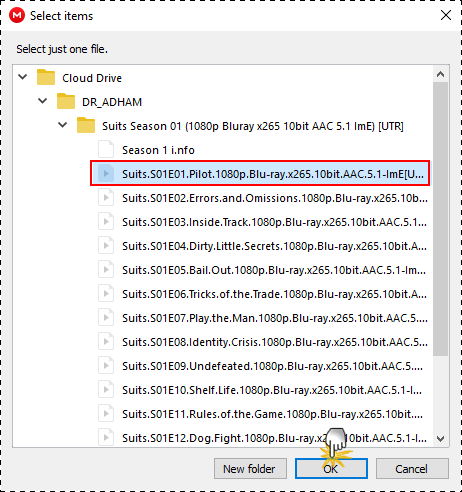 Select items
Select just one file.
Cloud Drive
DR_ADHAM
Suits Season 01 (1080p Bluray x265 10bit AAC 5.1 ImE) [UTR]
Season 1 i.nfo
Suits.S01E01.Pilot.1080p.Blu-ray.x265.10bit.AAC.5.1-ImE[U...
Suits.S01E02.Errors.and.Omissions.1080p.Blu-ray.x265.10b...
Suits.S01E03.Inside.Track.1080p.Blu-ray.x265.10bit.AAC.5....
Suits.S01E04.Dirty.Little.Secrets.1080p.Blu-ray.x265.10bit.A...
Suits.S01E05.Bail.Out.1080p.Blu-ray.x265.10bit.AAC.5.1-Im...
Suits.S01E06.Tricks.of.the.Trade.1080p.Blu-ray.x265.10bit....
Suits.S01E07.Play.the.Man.1080p.Blu-ray.x265.10bit.AAC.5....
Suits.S01E08.Identity.Crisis.1080p.Blu-ray.x265.10bit.AAC....
Suits.S01E09.Undefeated.1080p.Blu-ray.x265.10bit.AAC.5.1...
Suits.S01E10.Shelf.Life.1080p.Blu-ray.x265.10bit.AAC.5.1-I...
Suits.S01E11.Rules.of.the.Game.1080p.Blu-ray.x265.10bit....
Suits.S01E12.Dog.Fight.1080p.Blu-ray.x265.10bit.AAC.5.1-I...
New folder
OK
Cancel